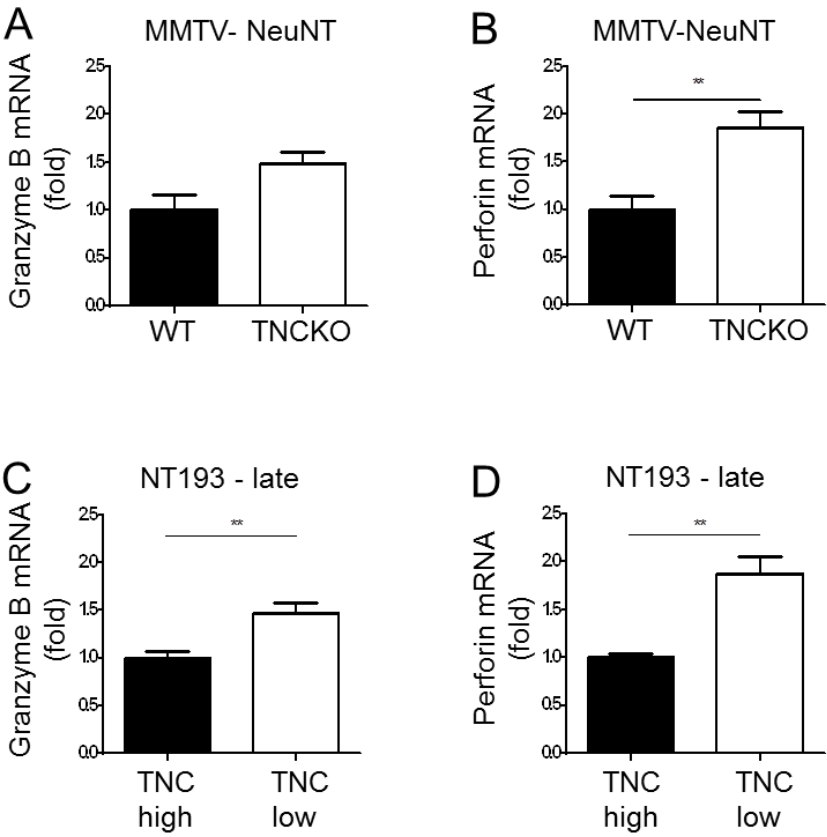 A
MMTV- NeuNT
Granzyme B mRNA
(fold)
2.5
2.0
1.5
1.0
0.5
0.0
WT TNCKO
B
MMTV-NeuNT
Perforin mRNA
(fold)
2.5
2.0
1.5
1.0
0.5
0.0
**
WT TNCKO
C
NT193 - late
Granzyme B mRNA
(fold)
2.5
2.0
1.5
1.0
0.5
0.0
**
TNC TNC
high low
D
NT193 - late
Perforin mRNA
(fold)
2.5
2.0
1.5
1.0
0.5
0.0
**
TNC TNC
high low